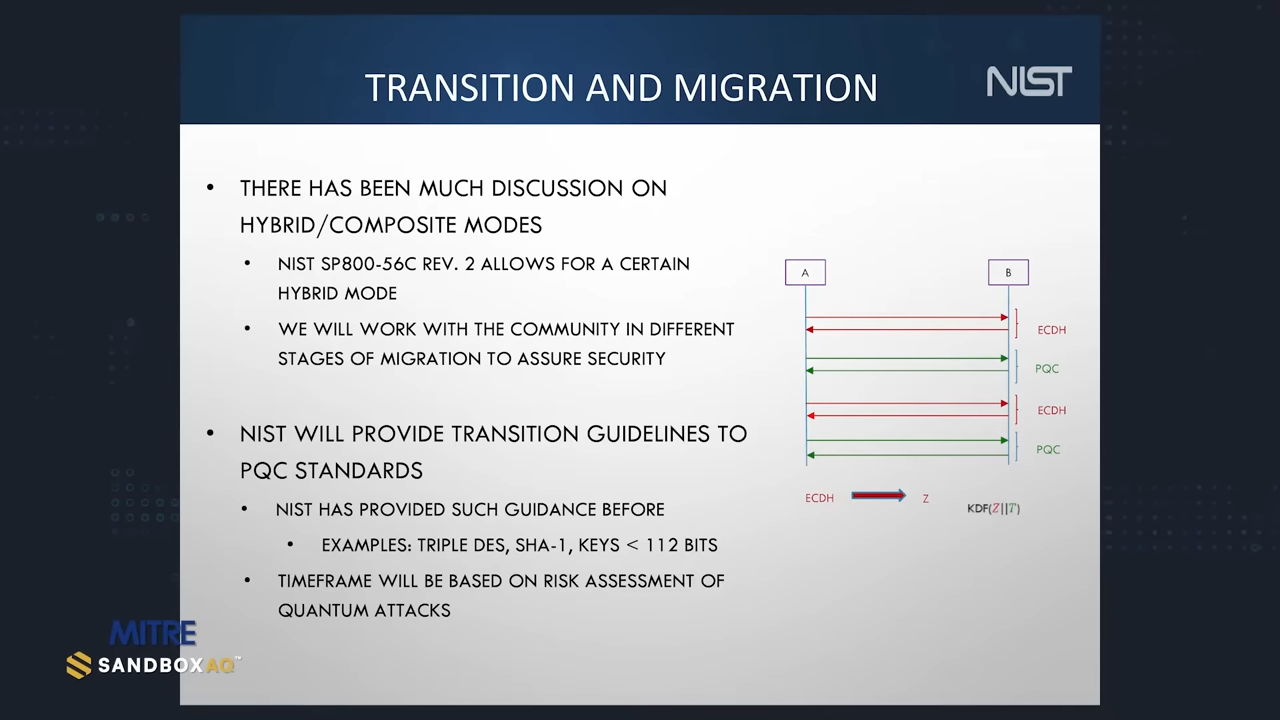 TRANSITION AND MIGRATION
NIST
• THERE HAS BEEN MUCH DISCUSSION ON
HYBRID/COMPOSITE MODES
• NIST SP800-56C REV. 2 ALLOWS FOR A CERTAIN
HYBRID MODE
• WE WILL WORK WITH THE COMMUNITY IN DIFFERENT
STAGES OF MIGRATION TO ASSURE SECURITY
• NIST WILL PROVIDE TRANSITION GUIDELINES TO
PQC STANDARDS
• NIST HAS PROVIDED SUCH GUIDANCE BEFORE
• EXAMPLES: TRIPLE DES, SHA-1, KEYS < 112 BITS
• TIMEFRAME WILL BE BASED ON RISK ASSESSMENT OF
QUANTUM ATTACKS
A B
ECDH
PQC
ECDH
PQC
ECDH Z
KDF(Z||T)
MITRE
SANDBOXAQ™